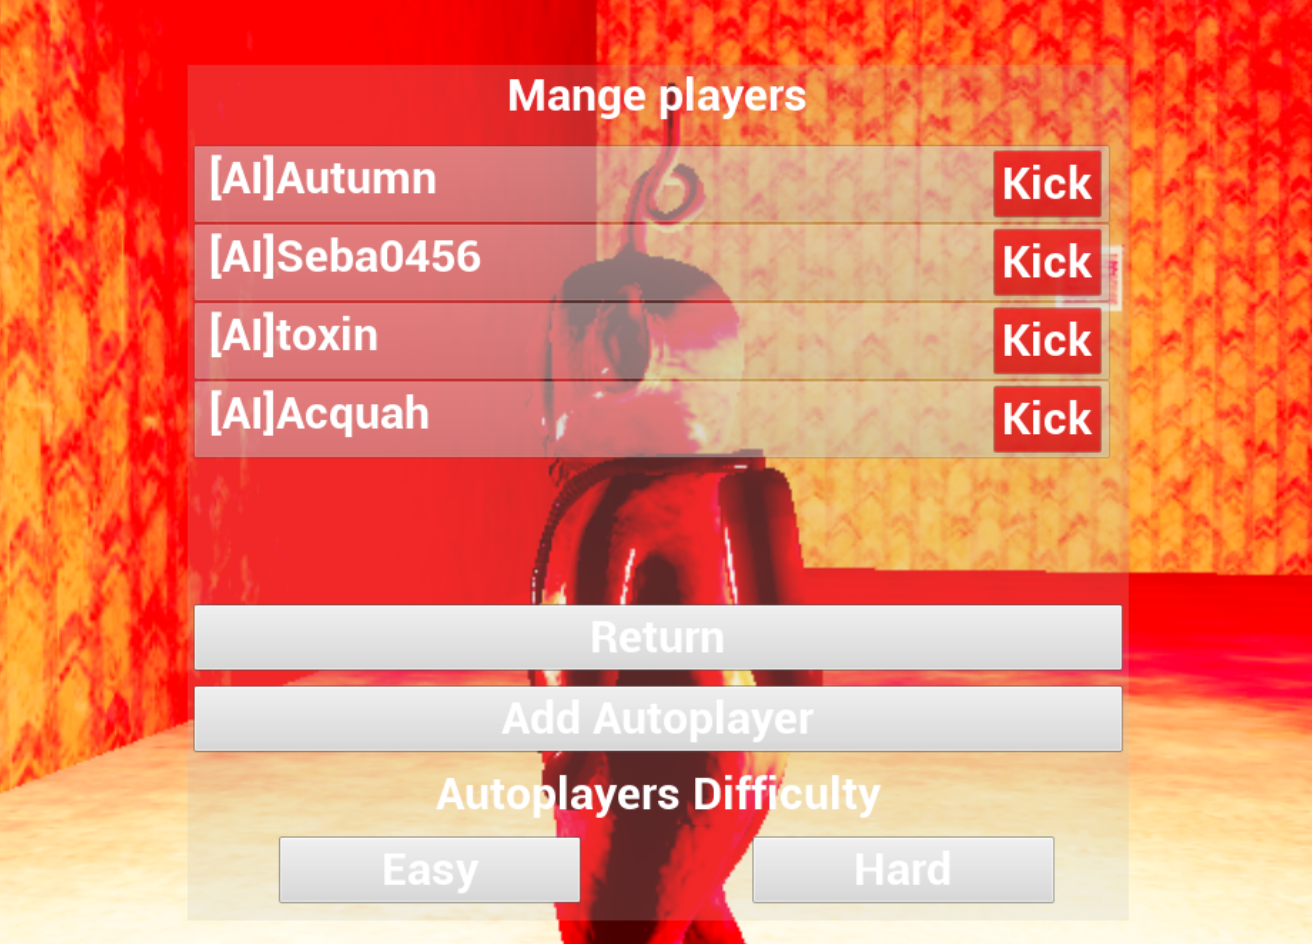 Mange players
[AI]Autumn Kick
[AI]Seba0456 Kick
[AI]toxin Kick
[AI]Acquah Kick
Return
Add Autoplayer
Autoplayers Difficulty
Easy Hard